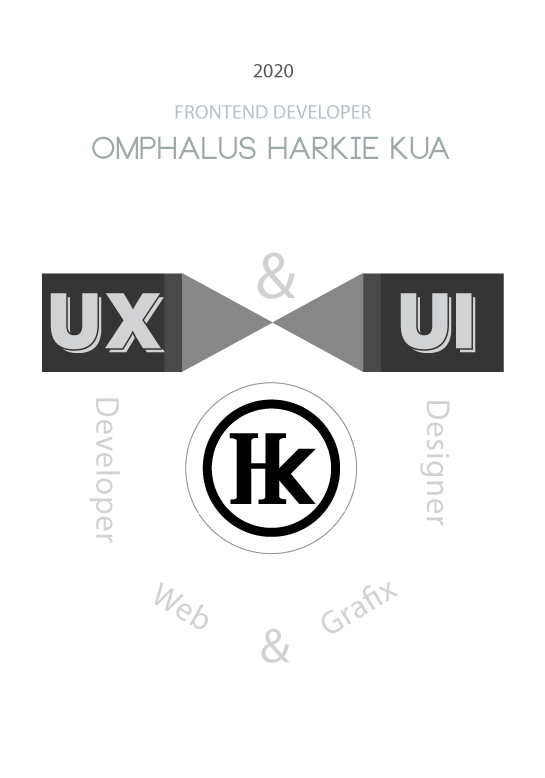 2020
FRONTEND DEVELOPER
OMPHALUS HARKIE KUA
&
UX
UI
Developer
Hk
Designer
Web
&
Grafix